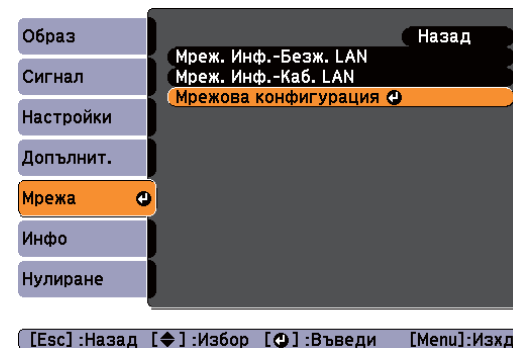 Образ
Сигнал
Настройки
Допълнит.
Мрежа
Инфо
Нулиране
Назад
Мреж. Инф.-Безж. LAN
Мреж. Инф.-Каб. LAN
Мрежова конфигурация
[Esc] :Назад [] :Избор [] :Въведи [Menu]:Изхд